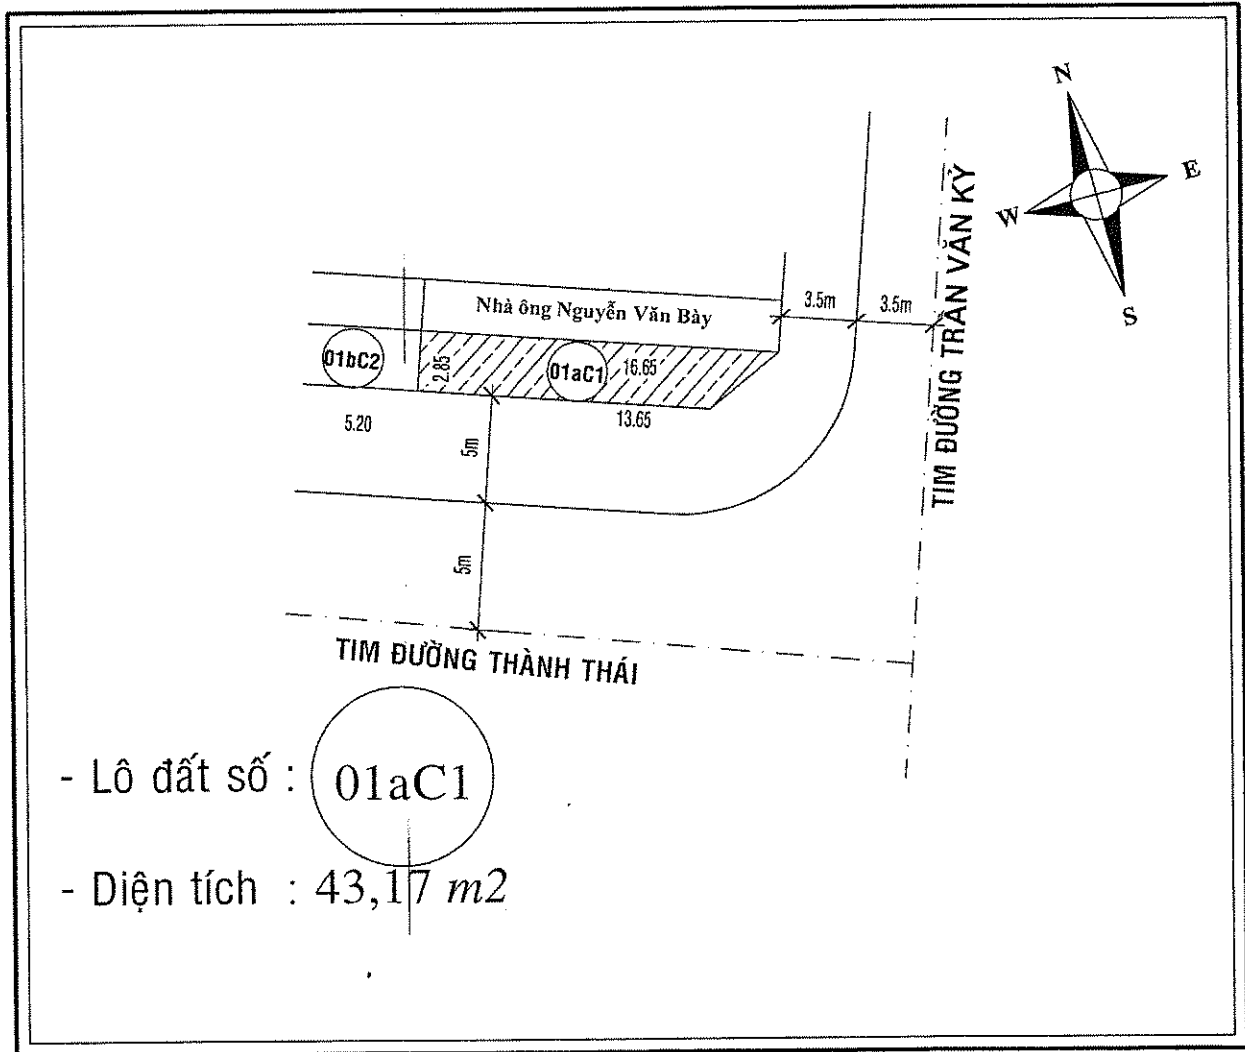 N
E
W
S
TIM ĐƯỜNG TRẦN VĂN KỶ
3.5m
3.5m
Nhà ông Nguyễn Văn Bày
01bC2
2.85
01aC1
16.65
5.20
13.65
5m
5m
TIM ĐƯỜNG THÀNH THÁI
- Lô đất số : 01aC1
- Diện tích : 43,17 m2